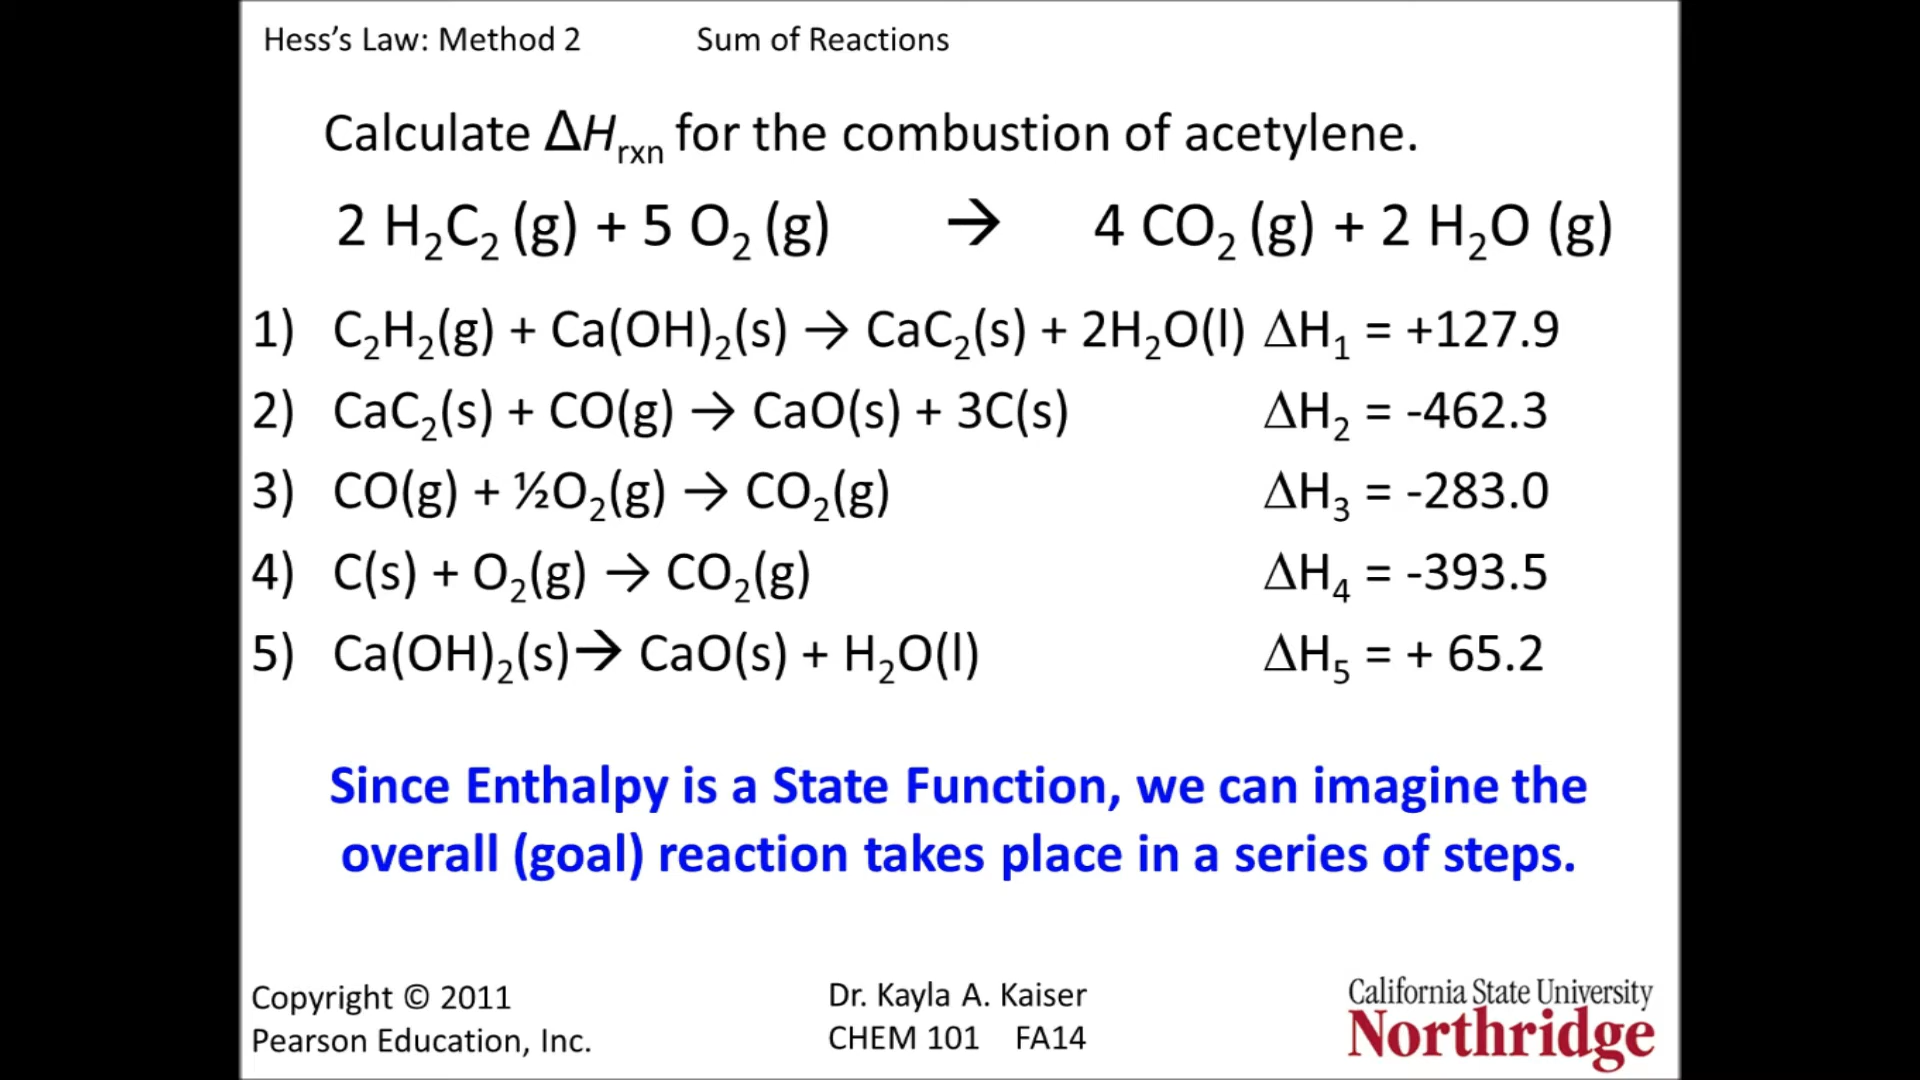 Hess’s Law: Method 2 Sum of Reactions
Calculate ΔHrxn for the combustion of acetylene.
2 H₂C₂ (g) + 5 O₂ (g) → 4 CO₂ (g) + 2 H₂O (g)
1) C₂H₂(g) + Ca(OH)₂(s) → CaC₂(s) + 2H₂O(l) ΔH₁ = +127.9
2) CaC₂(s) + CO(g) → CaO(s) + 3C(s) ΔH₂ = -462.3
3) CO(g) + ½O₂(g) → CO₂(g) ΔH₃ = -283.0
4) C(s) + O₂(g) → CO₂(g) ΔH₄ = -393.5
5) Ca(OH)₂(s)→ CaO(s) + H₂O(l) ΔH₅ = + 65.2
Since Enthalpy is a State Function, we can imagine the
overall (goal) reaction takes place in a series of steps.
Copyright © 2011
Pearson Education, Inc.
Dr. Kayla A. Kaiser
CHEM 101 FA14
California State University
Northridge